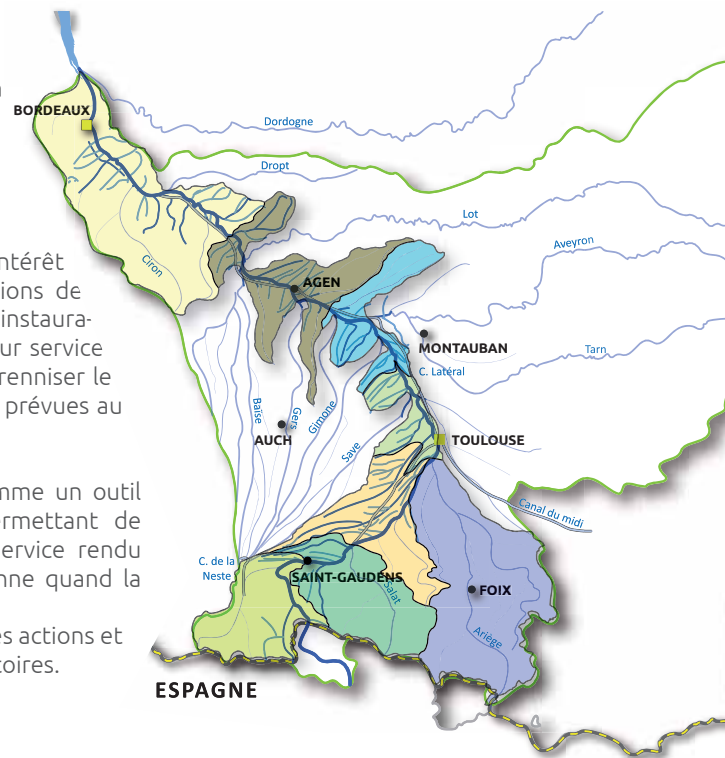 BORDEAUX
Dordogne
Dropt
Lot
Ciron
Aveyron
ntérêt
ions de
AGEN
instaura-
ur service
MONTAUBAN
Tarn
renniser le
C. Latéral
prévues au
Baïse
Gers
Gimone
AUCH
Save
TOULOUSE
mme un outil
ermettant de
Canal du midi
service rendu
C. de la
Neste
nne quand la
SAINT-GAUDENS
Salat
FOIX
es actions et
Ariège
toires.
ESPAGNE